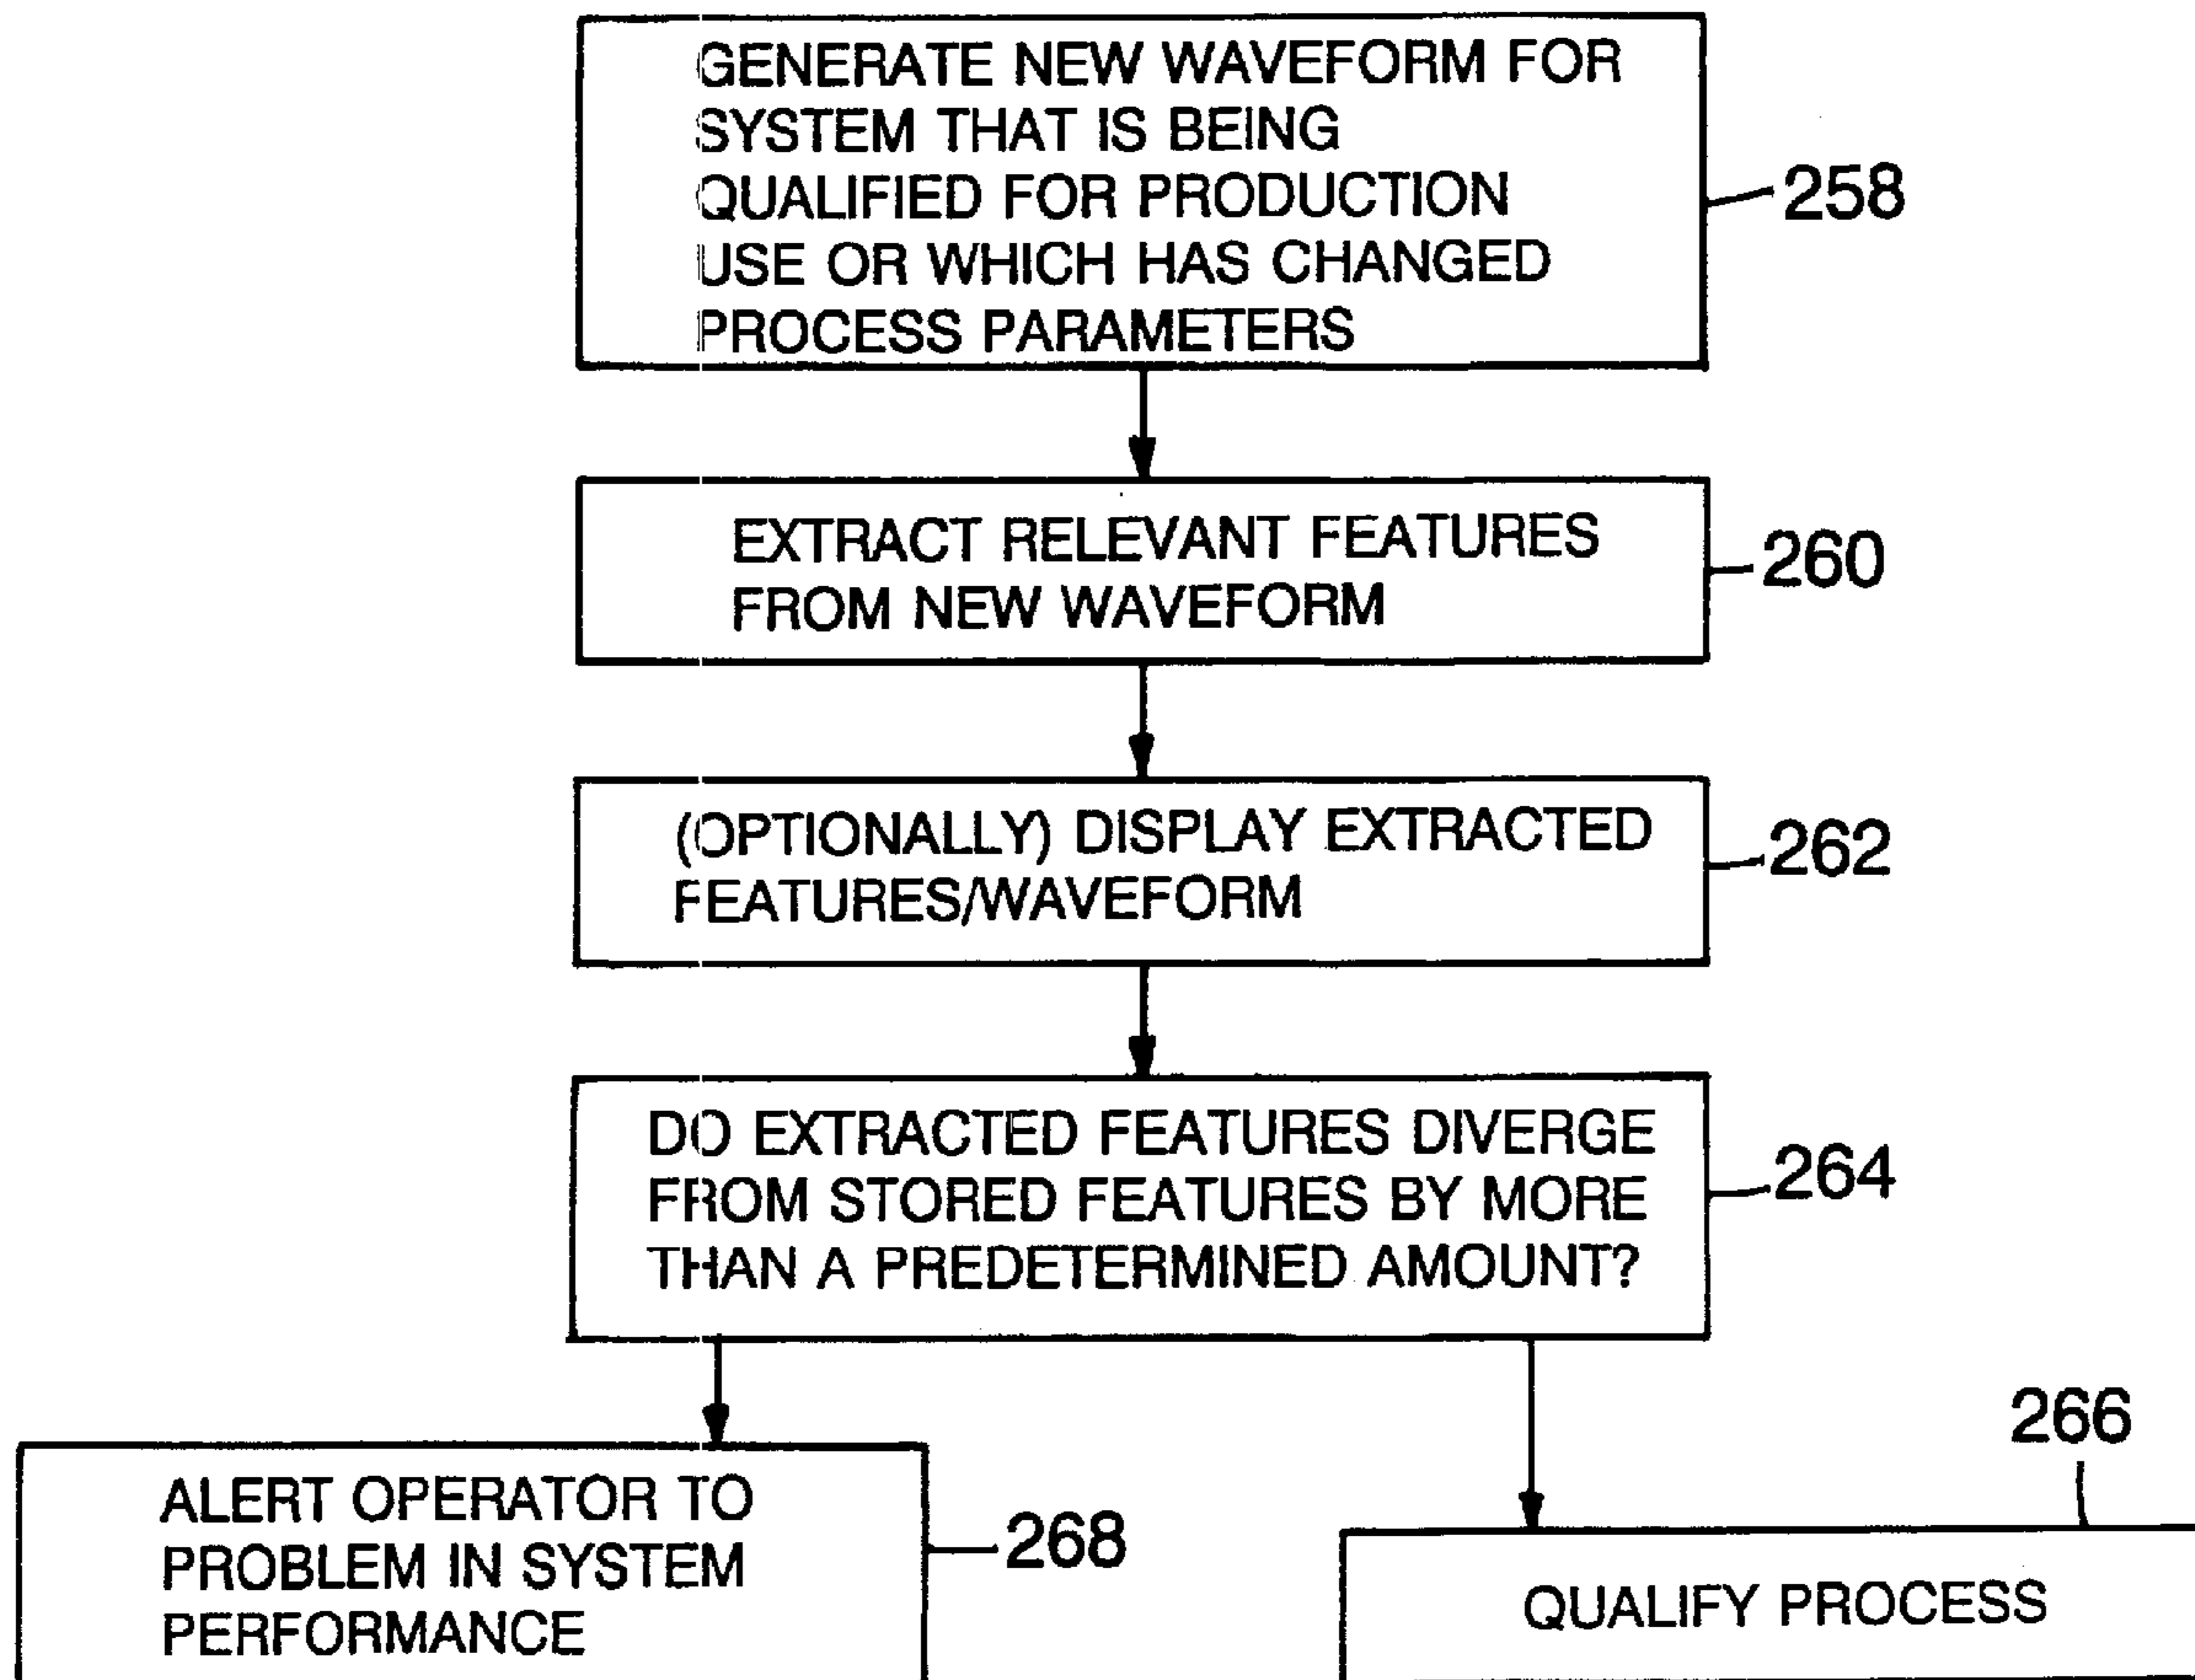 GENERATE NEW WAVEFORM FOR
SYSTEM THAT IS BEING
QUALIFIED FOR PRODUCTION
USE OR WHICH HAS CHANGED
PROCESS PARAMETERS
258
EXTRACT RELEVANT FEATURES
FROM NEW WAVEFORM
260
(OPTIONALLY) DISPLAY EXTRACTED
FEATURES/WAVEFORM
262
DO EXTRACTED FEATURES DIVERGE
FROM STORED FEATURES BY MORE
THAN A PREDETERMINED AMOUNT?
264
ALERT OPERATOR TO
PROBLEM IN SYSTEM
PERFORMANCE
268
266
QUALIFY PROCESS